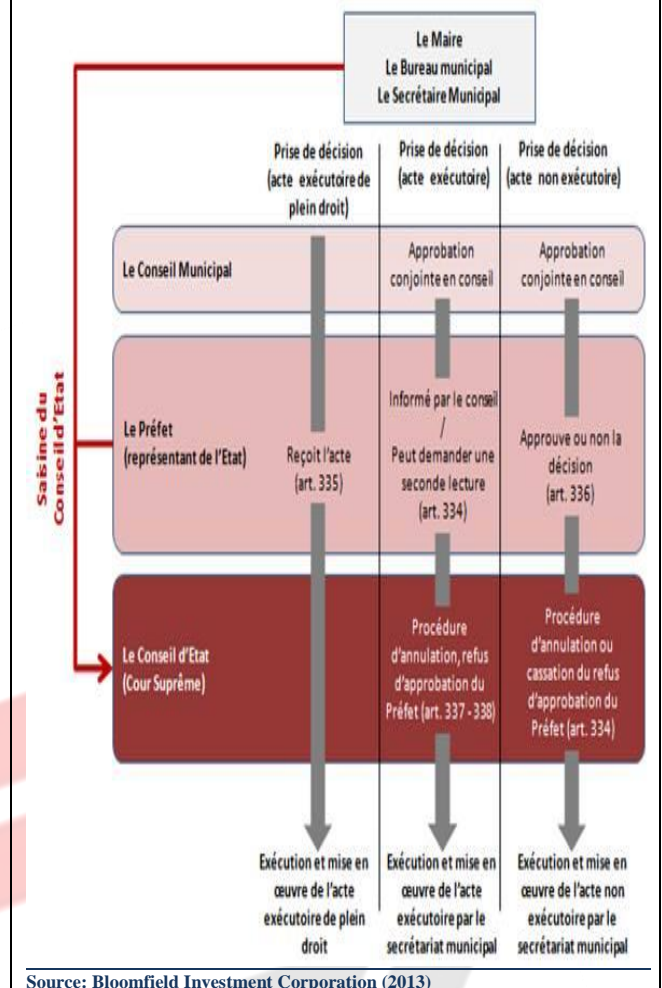 Le Maire
Le Bureau municipal
Le Secrétaire Municipal
Prise de décision
(acte exécutoire de
plein droit)
Prise de décision
(acte exécutoire)
Prise de décision
(acte non exécutoire)
Le Conseil Municipal
Approbation
conjointe en conseil
Approbation
conjointe en conseil
Saisine du
Conseil d'Etat
Le Préfet
(représentant de l'Etat)
Reçoit l'acte
(art. 335)
Informé par le conseil
/
Peut demander une
seconde lecture
(art. 334)
Approuve ou non la
décision
(art. 336)
Le Conseil d'Etat
(Cour Suprême)
Procédure
d'annulation, refus
d'approbation du
Préfet (art. 337 - 338)
Procédure
d'annulation ou
cassation du refus
d'approbation du
Préfet (art. 334)
Exécution et mise en
œuvre de l'acte
exécutoire de plein
droit
Exécution et mise en
œuvre de l'acte
exécutoire par le
secrétariat municipal
Exécution et mise en
œuvre de l'acte non
exécutoire par le
secrétariat municipal
Source: Bloomfield Investment Corporation (2013)